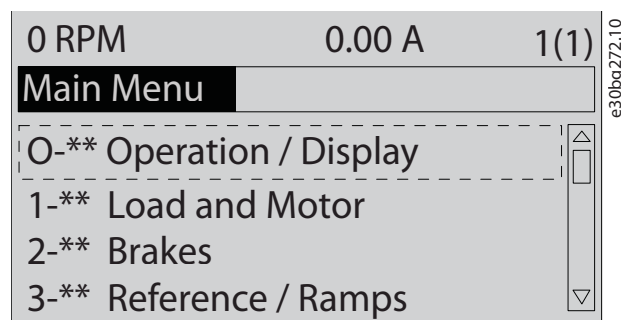 0 RPM 0.00 A 1(1)
Main Menu
O-** Operation / Display
1-** Load and Motor
2-** Brakes
3-** Reference / Ramps
e30bg272.10